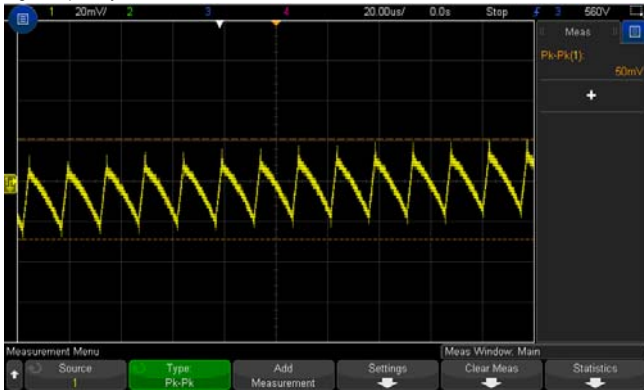 1 20mV/ 2 3 4 20.00us/ 0.0s Stop 3 560V
Meas
Pk-Pk(1):
50mV
+
Measurement Menu
Meas Window: Main
Source
1
Type:
Pk-Pk
Add
Measurement
Settings
Clear Meas
Statistics